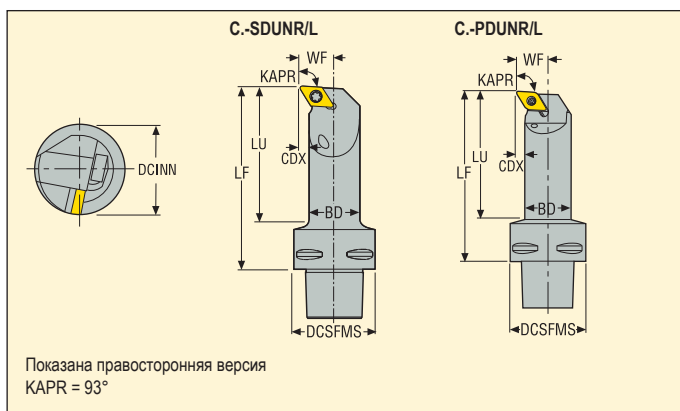 C.-SDUNR/L
C.-PDUNR/L
WF
KAPR
LF
LU
CDX
BD
DCSFMS
DCINN
WF
KAPR
LF
LU
CDX
BD
DCSFMS
Показана правосторонняя версия
KAPR = 93°